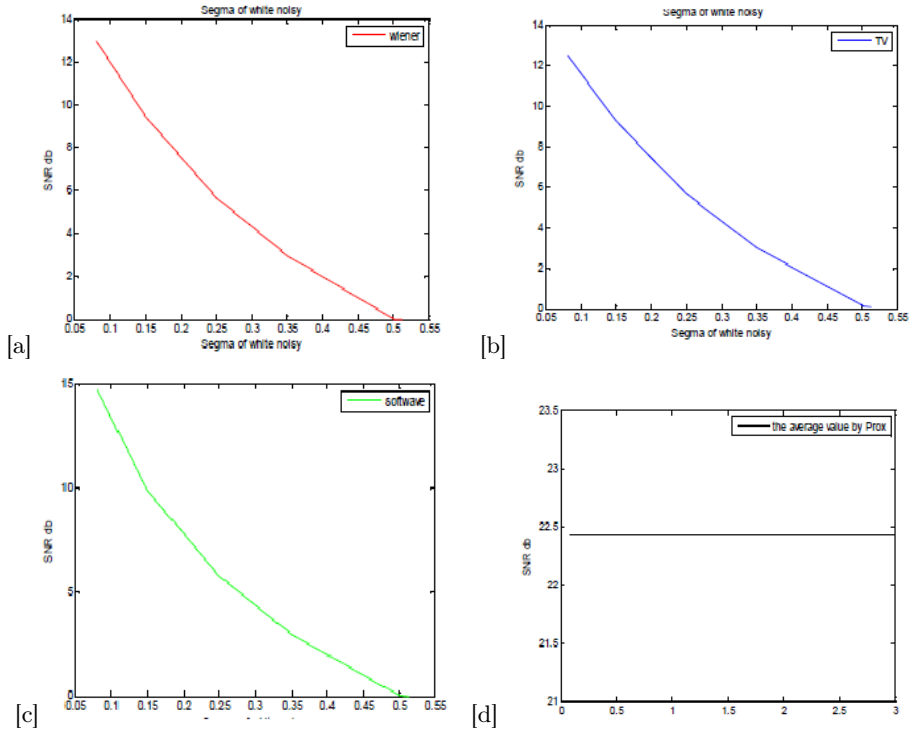 Segma of white noisy
14
wiener
12
10
8
6
4
2
0
SNR db
0.05 0.1 0.15 0.2 0.25 0.3 0.35 0.4 0.45 0.5 0.55
Segma of white noisy
[a]
Segma of white noisy
14
TV
12
10
8
6
4
2
0
SNR db
0.05 0.1 0.15 0.2 0.25 0.3 0.35 0.4 0.45 0.5 0.55
Segma of white noisy
[b]
15
softwave
10
5
0
SNR db
0.05 0.1 0.15 0.2 0.25 0.3 0.35 0.4 0.45 0.5 0.55
[c]
23.5
the average value by Prox
23
22.5
22
21.5
21
SNR db
0 0.5 1 1.5 2 2.5 3
[d]